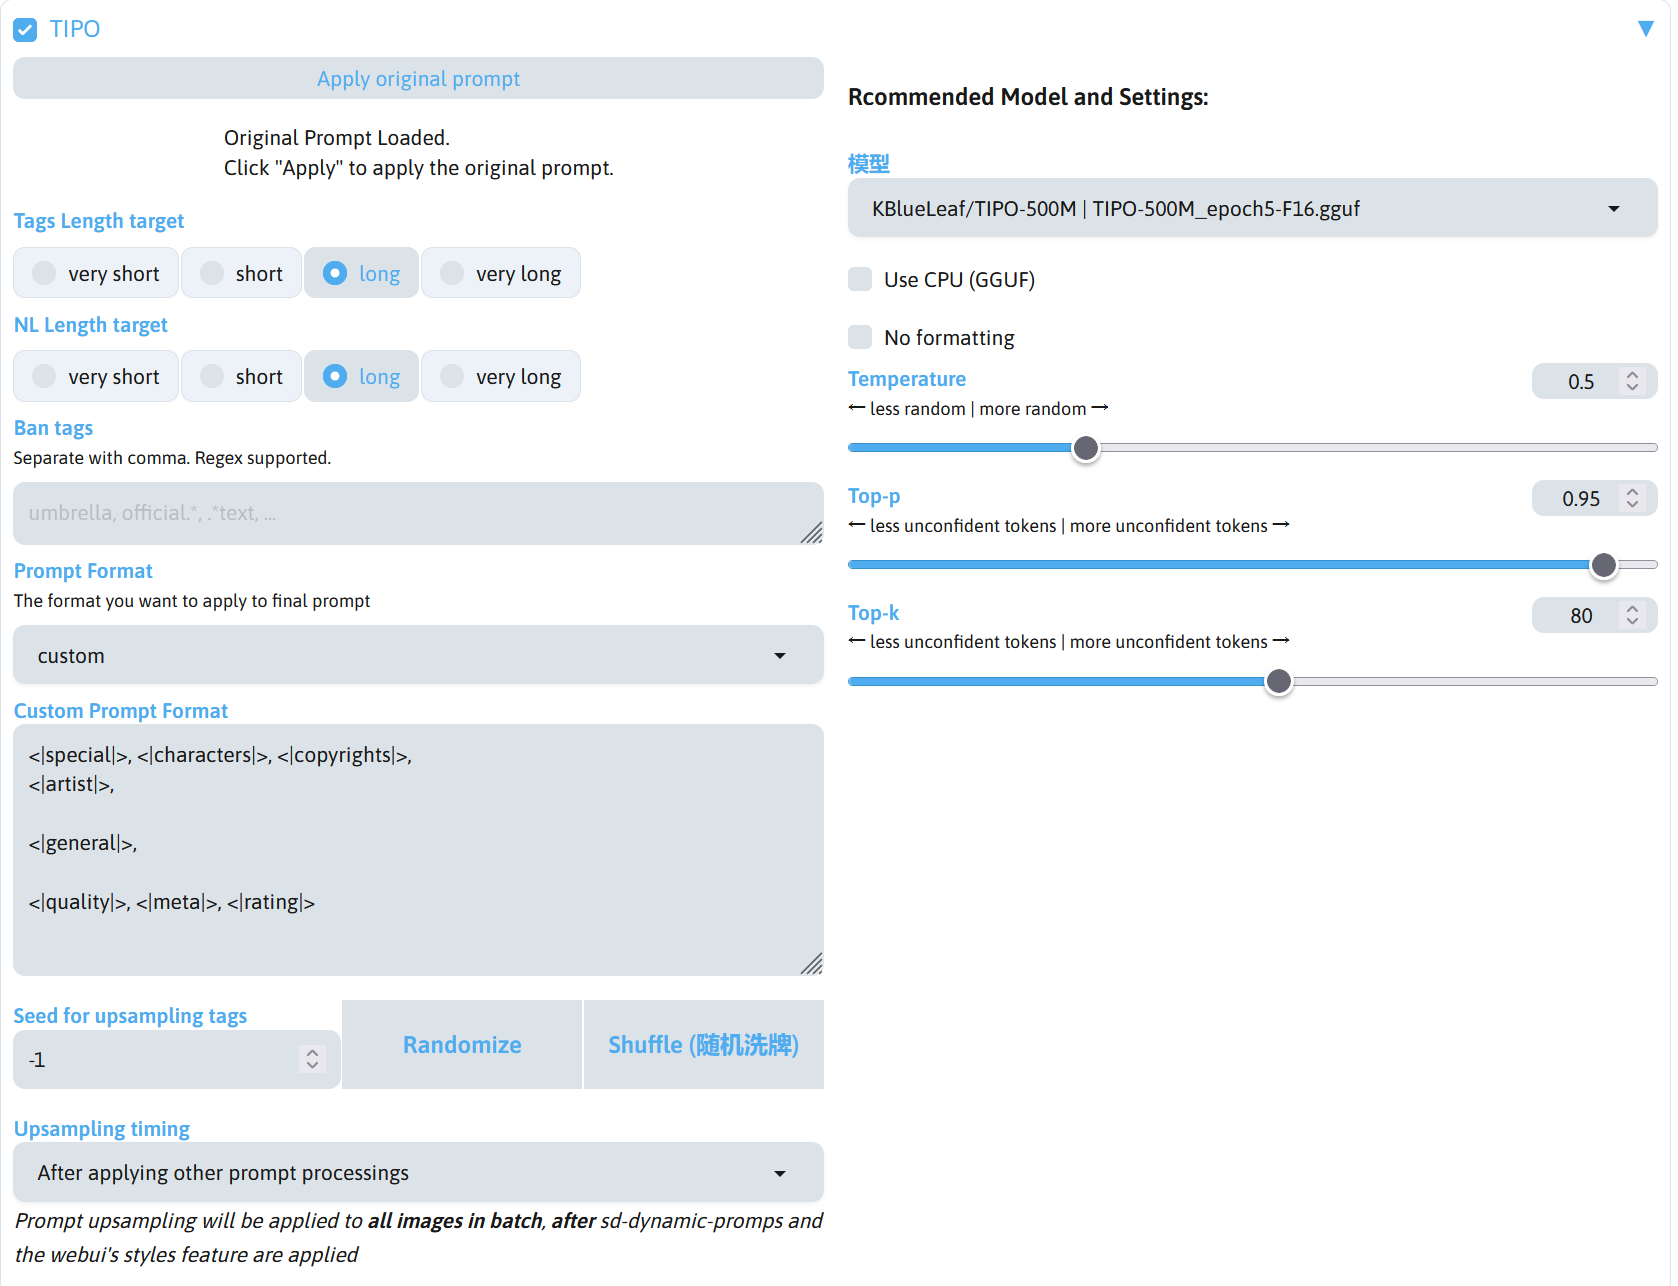 TIPO
Apply original prompt
Original Prompt Loaded.
Click "Apply" to apply the original prompt.
Tags Length target
very short
short
long
very long
NL Length target
very short
short
long
very long
Ban tags
Separate with comma. Regex supported.
umbrella, official.*, .*text, ...
Prompt Format
The format you want to apply to final prompt
custom
Custom Prompt Format
<|special|>, <|characters|>, <|copyrights|>,
<|artist|>,
<|general|>,
<|quality|>, <|meta|>, <|rating|>
Seed for upsampling tags
-1
Randomize
Shuffle (随机洗牌)
Upsampling timing
After applying other prompt processings
Prompt upsampling will be applied to all images in batch, after sd-dynamic-promps and
the webui's styles feature are applied
Rcommended Model and Settings:
模型
KBlueLeaf/TIPO-500M | TIPO-500M_epoch5-F16.gguf
Use CPU (GGUF)
No formatting
Temperature
0.5
← less random | more random →
Top-p
0.95
← less unconfident tokens | more unconfident tokens →
Top-k
80
← less unconfident tokens | more unconfident tokens →